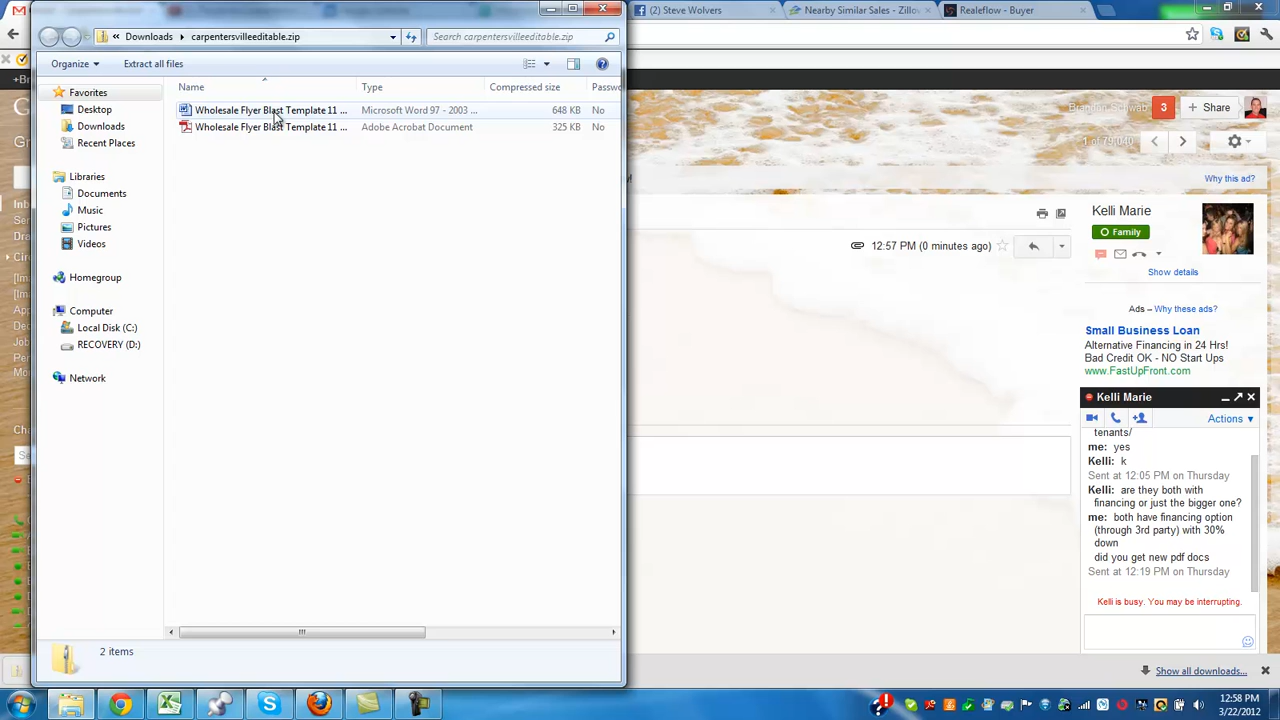 (2) Steve Wolvers
Nearby Similar Sales - Zillow
Realeflow - Buyer
Downloads
carpentersvilleeditable.zip
Search carpentersvilleeditable.zip
Organize
Extract all files
Name
Type
Compressed size
Passwo
Favorites
Desktop
Downloads
Recent Places
Libraries
Documents
Music
Pictures
Videos
Homegroup
Computer
Local Disk (C:)
RECOVERY (D:)
Network
Wholesale Flyer Blast Template 11 ...
Microsoft Word 97 - 2003 ...
648 KB
No
Wholesale Flyer Blast Template 11 ...
Adobe Acrobat Document
325 KB
No
2 items
Brandon Schwab
3
+ Share
1 of 79,040
Why this ad?
12:57 PM (0 minutes ago)
Kelli Marie
Family
Show details
Ads – Why these ads?
Small Business Loan
Alternative Financing in 24 Hrs!
Bad Credit OK - NO Start Ups
www.FastUpFront.com
Kelli Marie
Actions
tenants/
me: yes
Kelli: k
Sent at 12:05 PM on Thursday
Kelli: are they both with
financing or just the bigger one?
me: both have financing option
(through 3rd party) with 30%
down
did you get new pdf docs
Sent at 12:19 PM on Thursday
Kelli is busy. You may be interrupting.
Show all downloads...
12:58 PM
3/22/2012